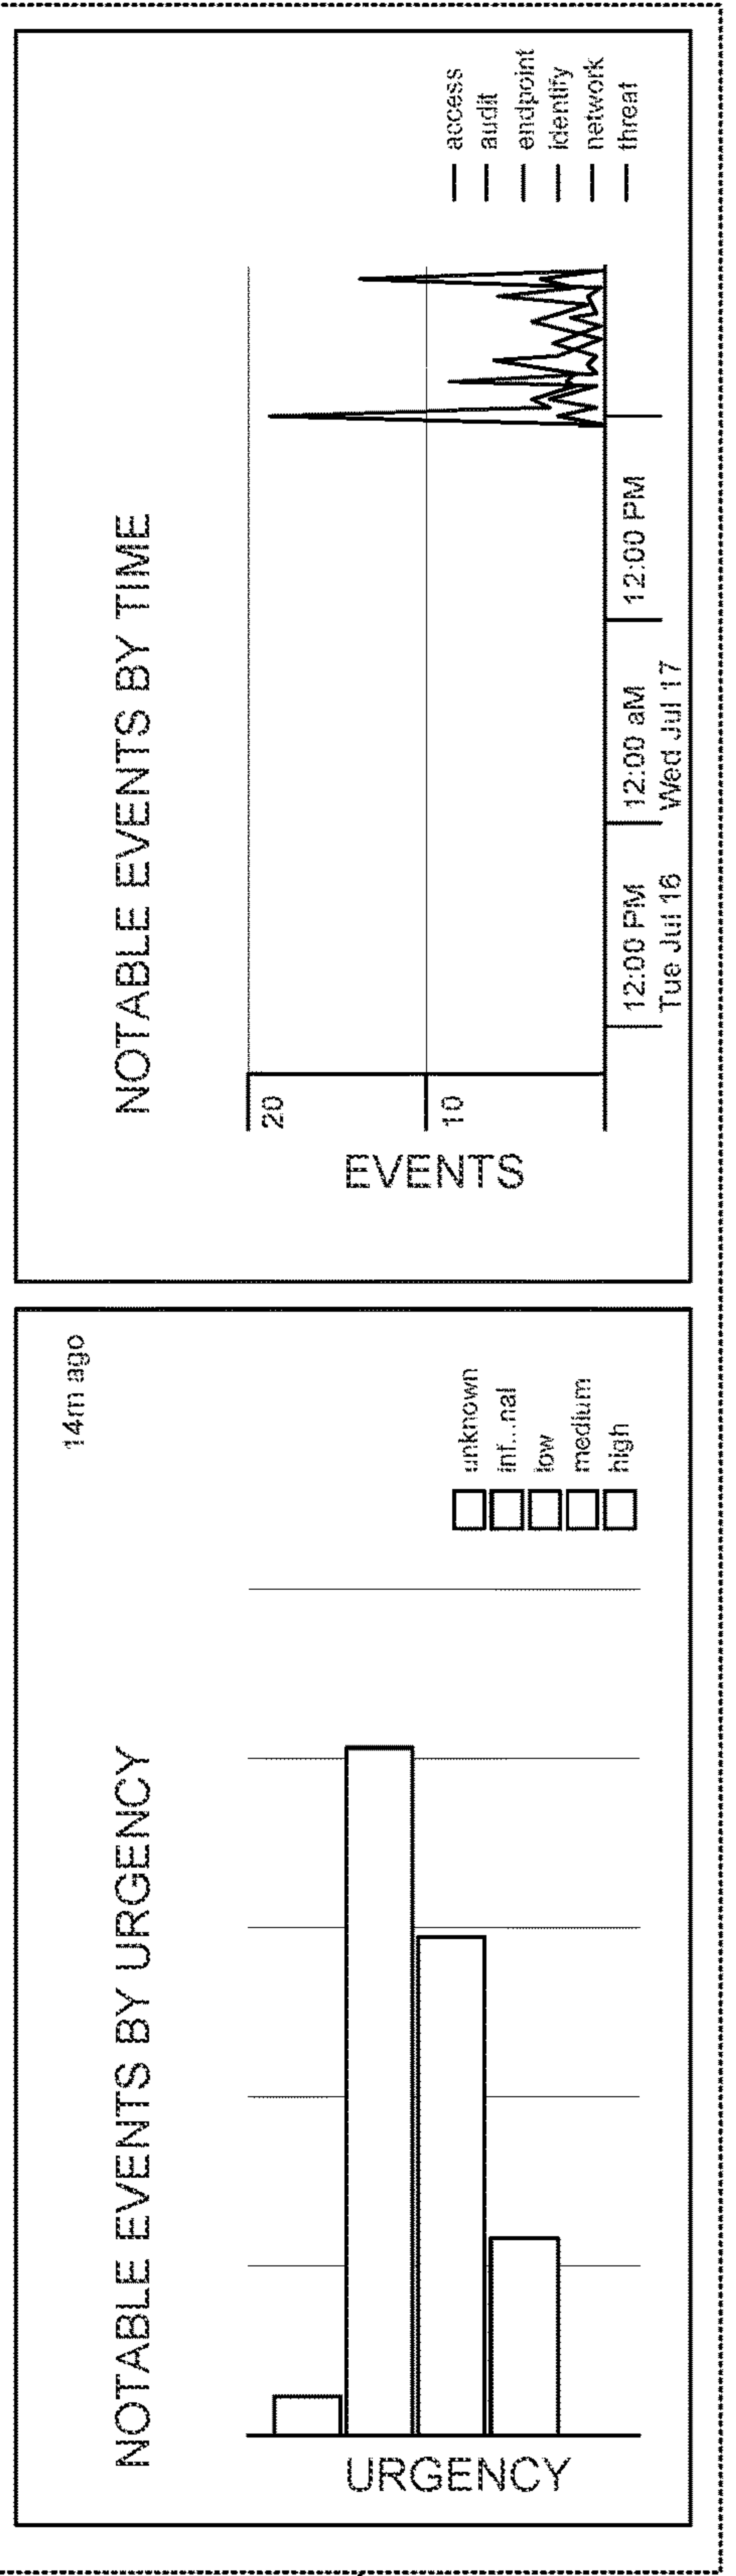 NOTABLE EVENTS BY URGENCY
14m ago
URGENCY
unknown
inf...nal
low
medium
high
NOTABLE EVENTS BY TIME
EVENTS
20
10
12:00 PM
Tue Jul 16
12:00 aM
Wed Jul 17
12:00 PM
access
audit
endpoint
identify
network
threat